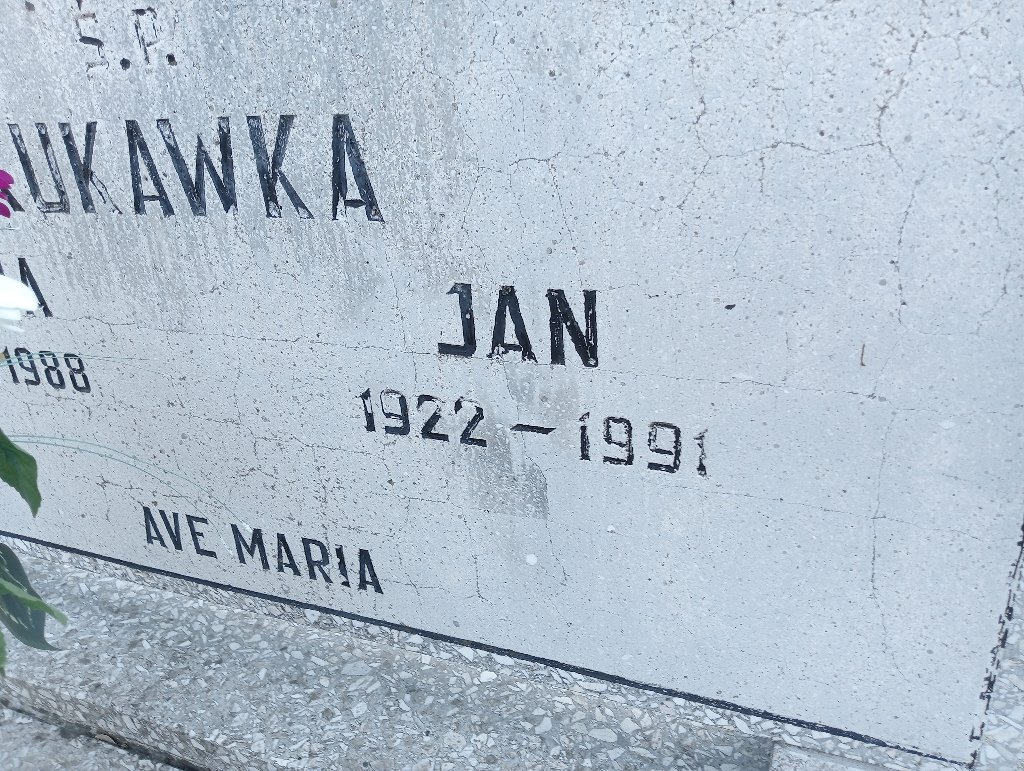 Ś.P.
UKAWKA
A
JAN
1988
1922 – 1991
AVE MARIA